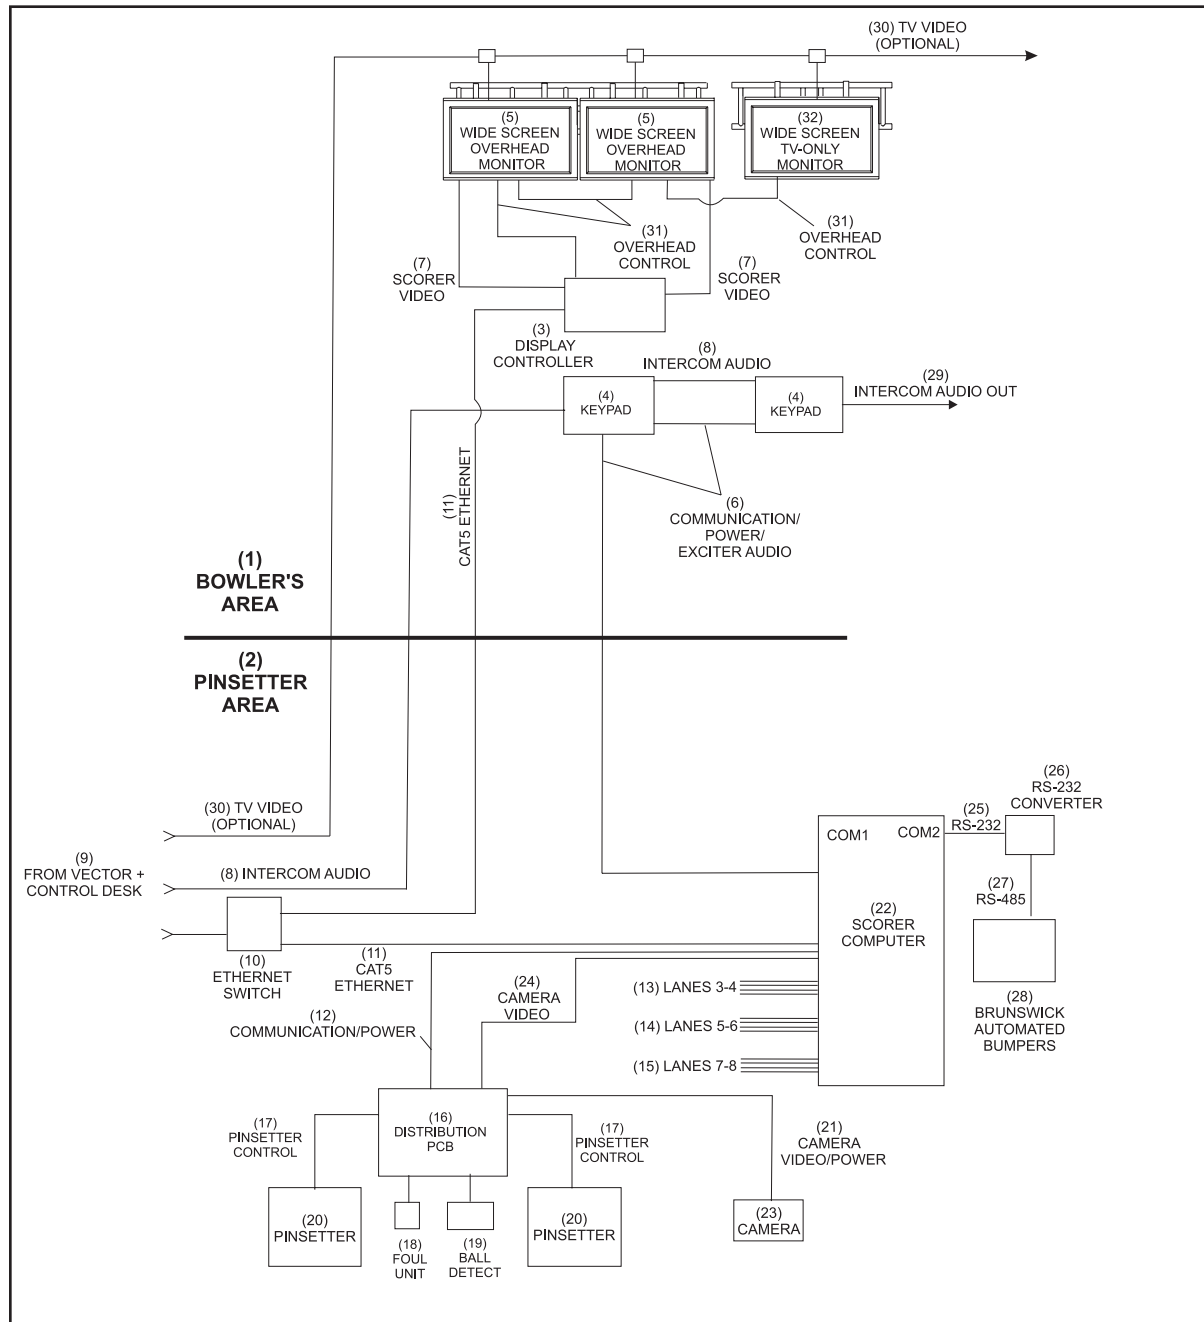 (30) TV VIDEO
(OPTIONAL)
(5)
WIDE SCREEN
OVERHEAD
MONITOR
(5)
WIDE SCREEN
OVERHEAD
MONITOR
(32)
WIDE SCREEN
TV-ONLY
MONITOR
(31)
OVERHEAD
CONTROL
(31)
OVERHEAD
CONTROL
(7)
SCORER
VIDEO
(7)
SCORER
VIDEO
(3)
DISPLAY
CONTROLLER
(8)
INTERCOM AUDIO
(29)
INTERCOM AUDIO OUT
(4)
KEYPAD
(4)
KEYPAD
(11)
CAT5 ETHERNET
(6)
COMMUNICATION/
POWER/
EXCITER AUDIO
(1)
BOWLER'S
AREA
(2)
PINSETTER
AREA
(30) TV VIDEO
(OPTIONAL)
(9)
FROM VECTOR +
CONTROL DESK
(8) INTERCOM AUDIO
(10)
ETHERNET
SWITCH
(11)
CAT5
ETHERNET
(12)
COMMUNICATION/POWER
(24)
CAMERA
VIDEO
COM1
COM2
(22)
SCORER
COMPUTER
(25)
RS-232
(26)
RS-232
CONVERTER
(27)
RS-485
(28)
BRUNSWICK
AUTOMATED
BUMPERS
(13) LANES 3-4
(14) LANES 5-6
(15) LANES 7-8
(16)
DISTRIBUTION
PCB
(17)
PINSETTER
CONTROL
(17)
PINSETTER
CONTROL
(21)
CAMERA
VIDEO/POWER
(20)
PINSETTER
(18)
FOUL
UNIT
(19)
BALL
DETECT
(20)
PINSETTER
(23)
CAMERA